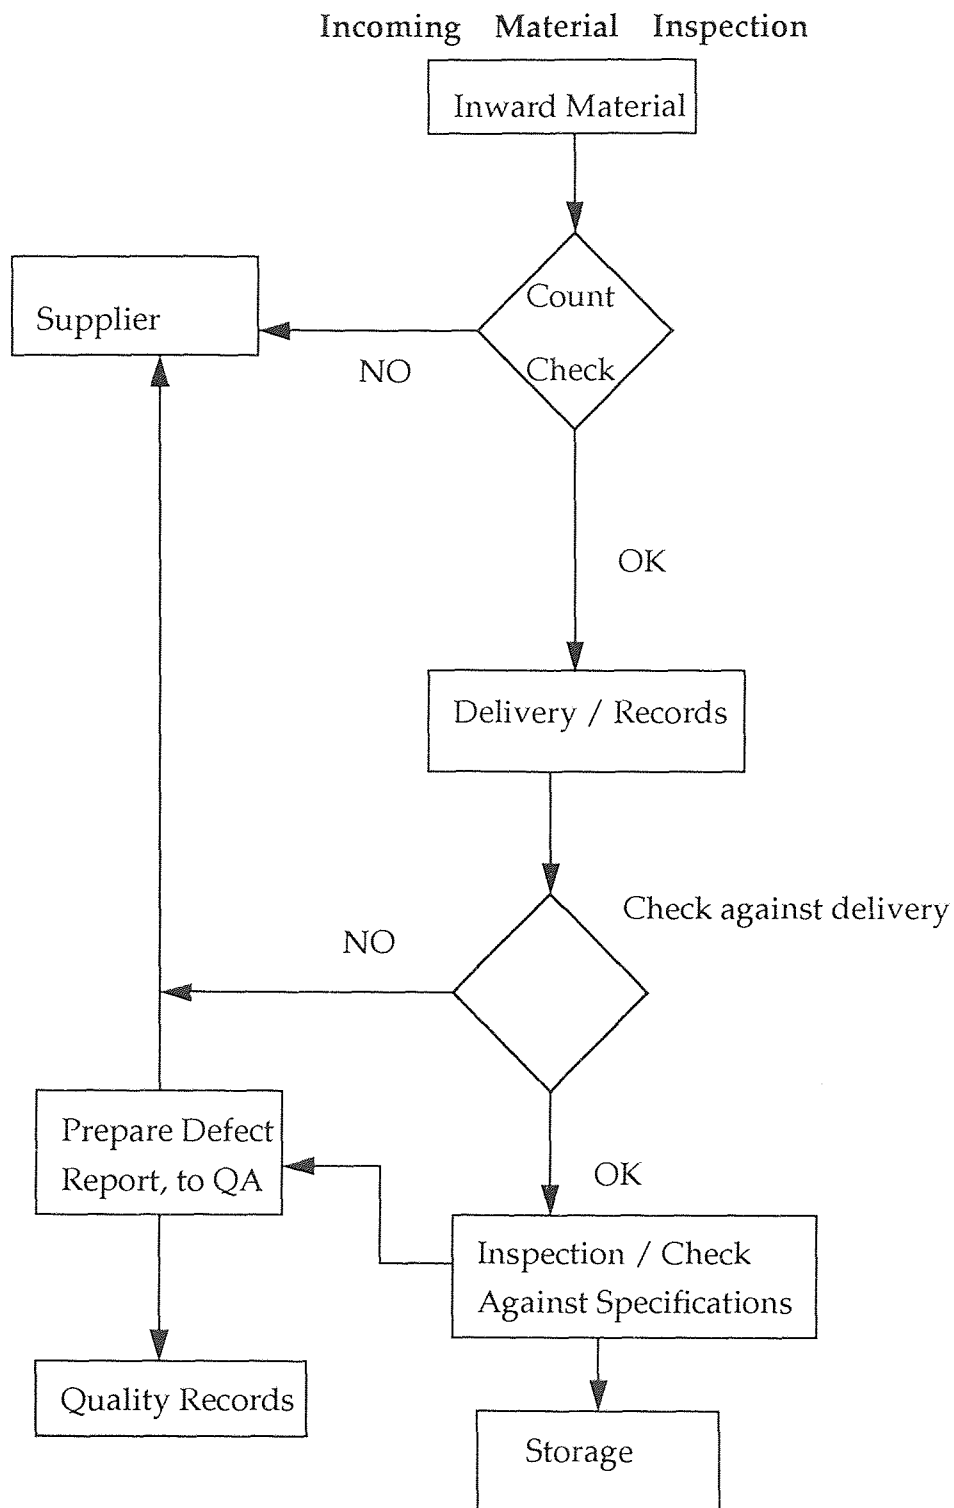 Incoming Material Inspection
Inward Material
Count
Check
Supplier
NO
OK
Delivery / Records
Check against delivery
NO
Prepare Defect
Report, to QA
OK
Inspection / Check
Against Specifications
Quality Records
Storage